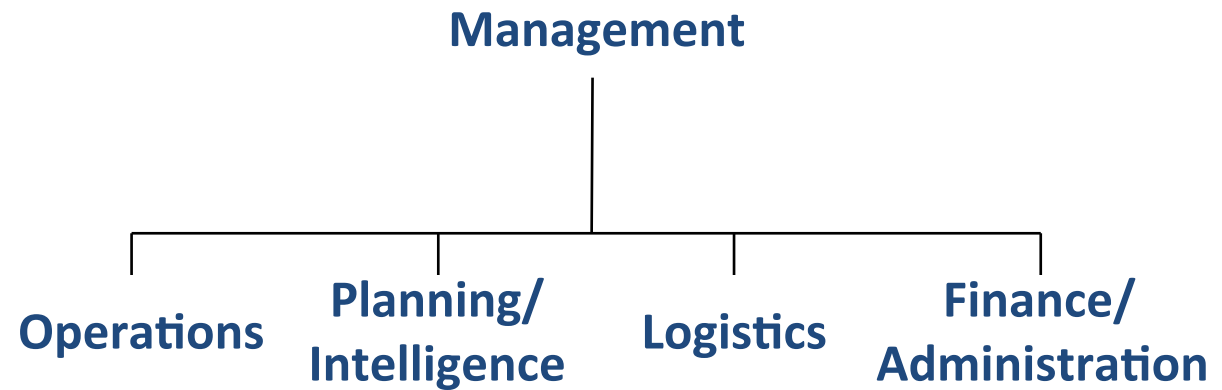 Management
Operations
Planning/
Intelligence
Logistics
Finance/
Administration